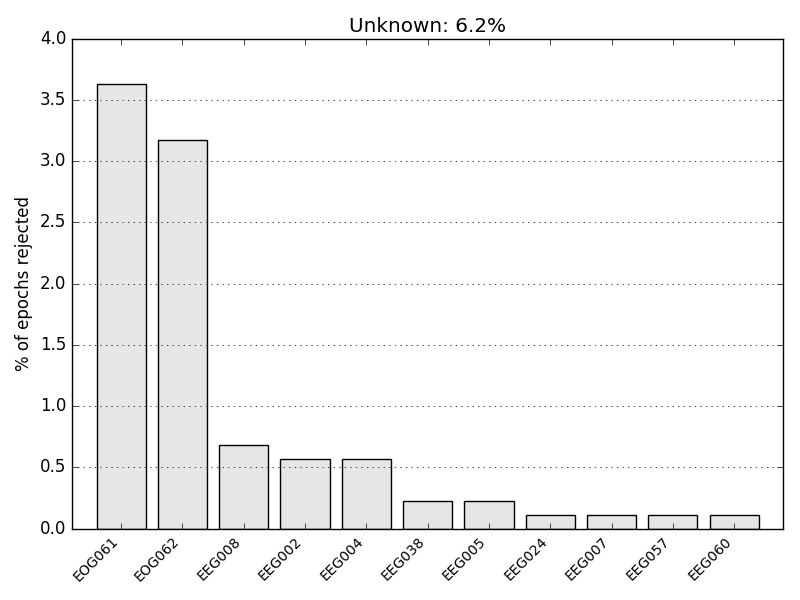 Unknown: 6.2%
4.0
3.5
3.0
2.5
2.0
1.5
1.0
0.5
0.0
% of epochs rejected
EOG061
EOG062
EEG008
EEG002
EEG004
EEG038
EEG005
EEG024
EEG007
EEG057
EEG060